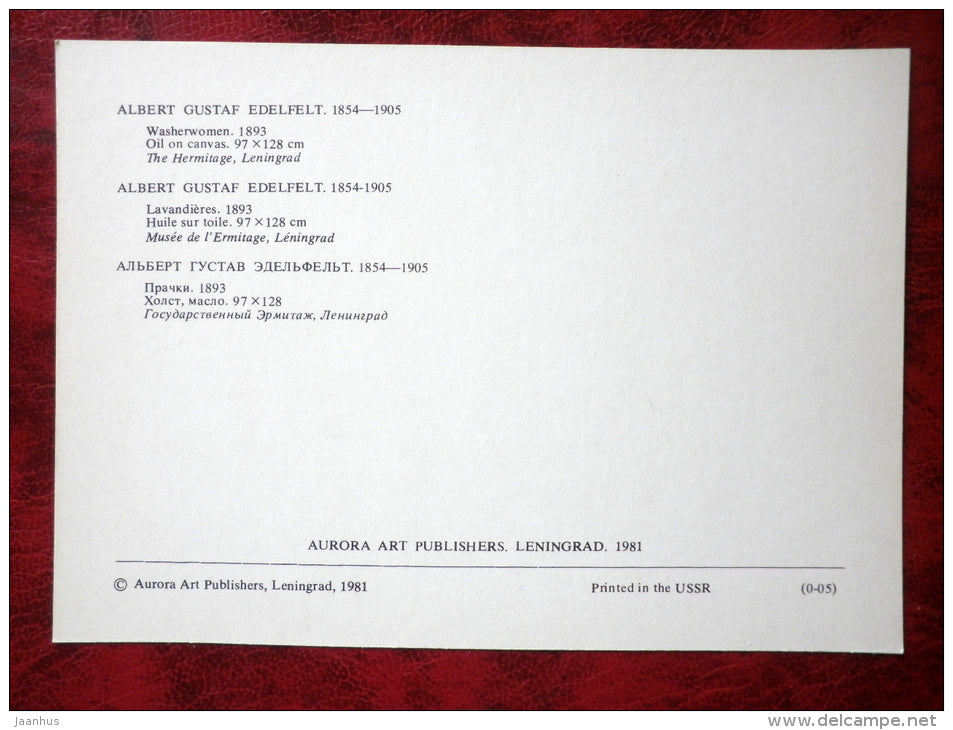 ALBERT GUSTAF EDELFELT. 1854—1905
Washerwomen. 1893
Oil on canvas. 97 × 128 cm
The Hermitage, Leningrad
ALBERT GUSTAF EDELFELT. 1854-1905
Lavandières. 1893
Huile sur toile. 97 × 128 cm
Musée de l'Ermitage, Léningrad
АЛЬБЕРТ ГУСТАВ ЭДЕЛЬФЕЛЬТ. 1854—1905
Прачки. 1893
Холст, масло. 97 × 128
Государственный Эрмитаж, Ленинград
AURORA ART PUBLISHERS. LENINGRAD. 1981
© Aurora Art Publishers, Leningrad, 1981 Printed in the USSR (0-05)
jaanhus www.delcampe.net